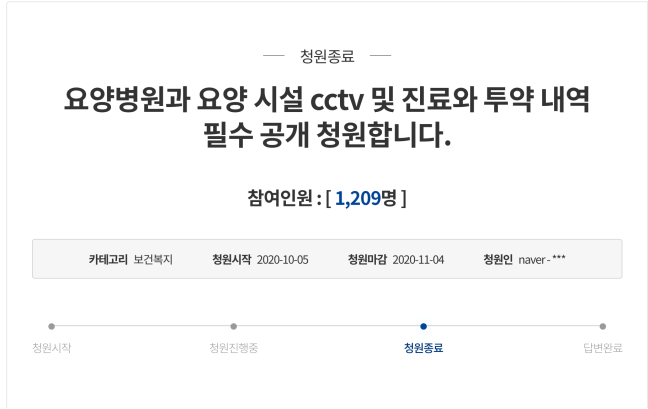 청원종료
요양병원과 요양 시설 cctv 및 진료와 투약 내역
필수 공개 청원합니다.
참여인원 : [ 1,209명 ]
카테고리 보건복지 청원시작 2020-10-05 청원마감 2020-11-04 청원인 naver - ***
청원시작 청원진행중 청원종료 답변완료